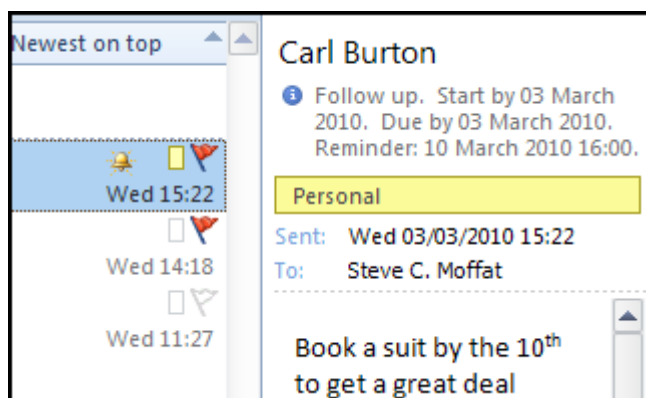 Newest on top
Wed 15:22
Wed 14:18
Wed 11:27
Carl Burton
Follow up. Start by 03 March
2010. Due by 03 March 2010.
Reminder: 10 March 2010 16:00.
Personal
Sent: Wed 03/03/2010 15:22
To: Steve C. Moffat
Book a suit by the 10th
to get a great deal